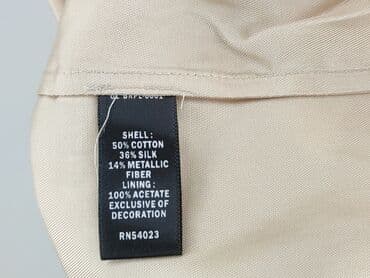 SHELL:
50% COTTON
36% SILK
14% METALLIC
FIBER
LINING:
100% ACETATE
EXCLUSIVE OF
DECORATION
RN54023